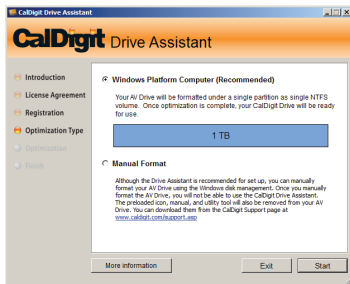 CalDigit Drive Assistant
CalDigit Drive Assistant
Introduction
License Agreement
Registration
Optimization Type
Optimization
Finish
Windows Platform Computer (Recommended)
Your AV Drive will be formatted under a single partition as single NTFS
volume. Once optimization is complete, your CalDigit Drive will be ready
for use.
1 TB
Manual Format
Although the Drive Assistant is recommended for set up, you can manually
format your AV Drive using the Windows disk management. Once you manually
format the AV Drive, you will not be able to use the CalDigit Drive Assistant.
The preloaded icon, manual, and utility tool will also be removed from your AV
Drive. You can download them from the CalDigit Support page at
www.caldigit.com/support.asp
More information
Exit
Start